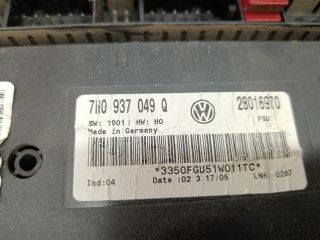 7H0 937 049 Q
28016970
SW: 1901/ HW: H0
FGU
Made in Germany
*3350FGU51W011TC*
Ind:04
Date :02 3 17/05
LNR: 0267